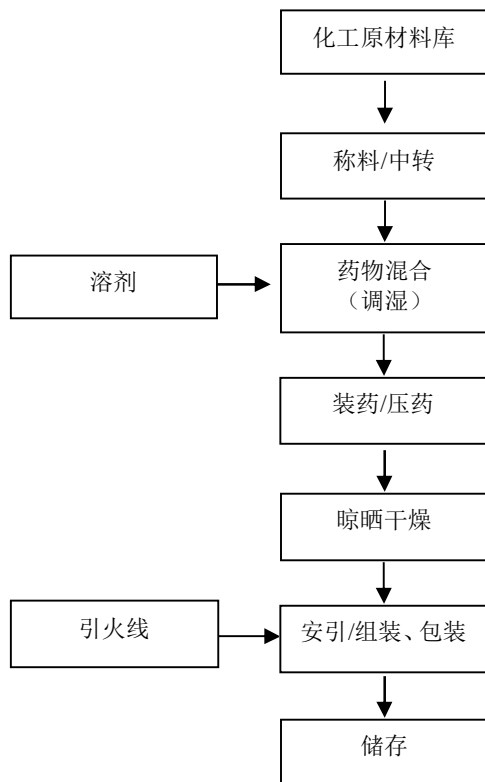 化工原材料库
称料/中转
溶剂
药物混合
（调湿）
装药/压药
晾晒干燥
引火线
安引/组装、包装
储存